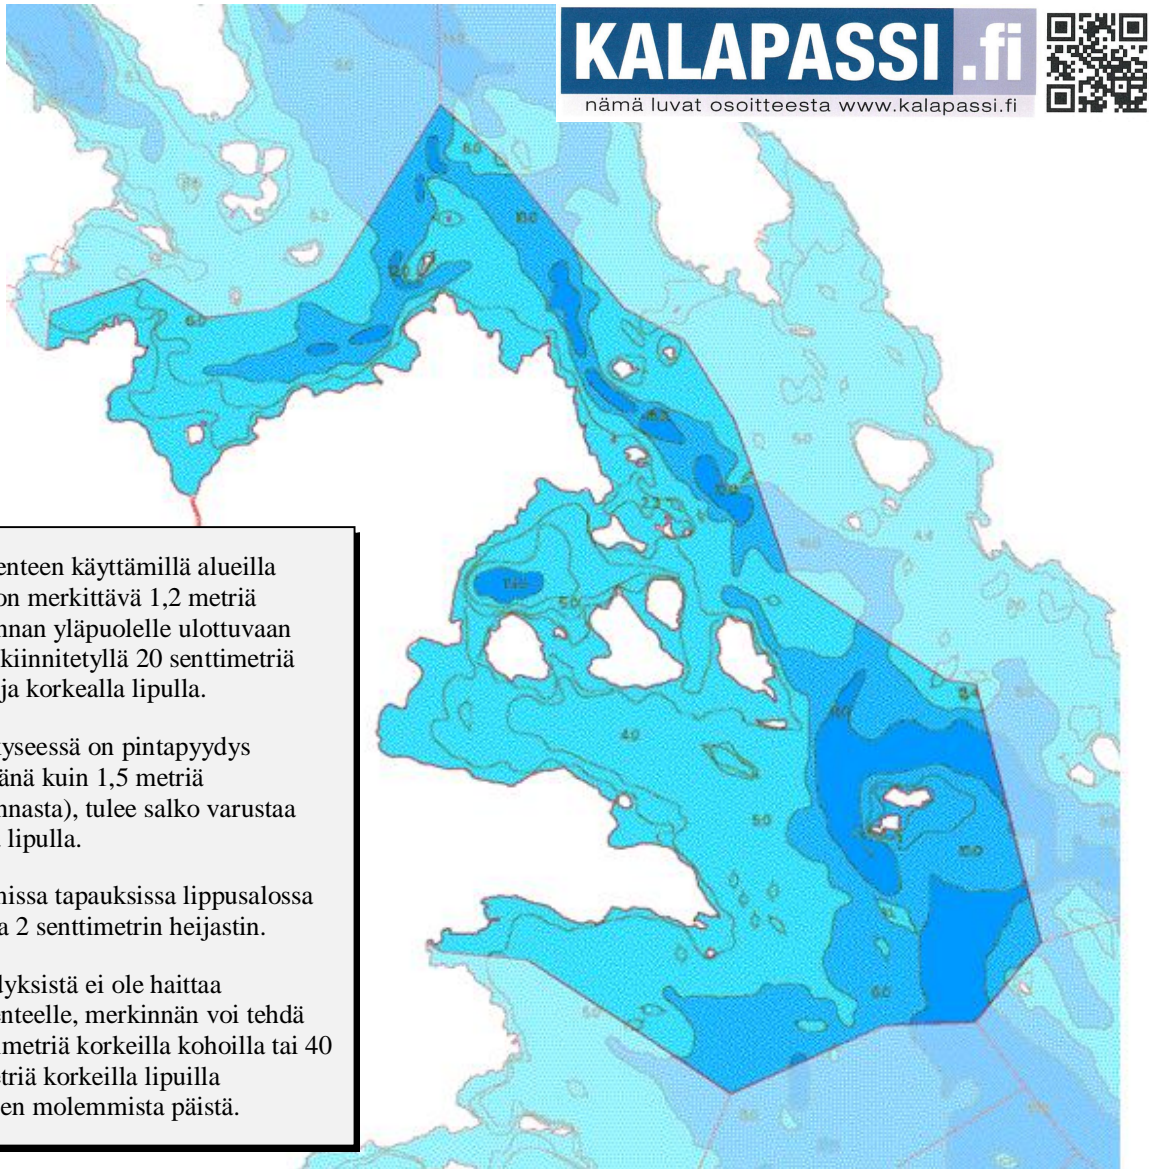 KALAPASSI.fi
nämä luvat osoitteesta www.kalapassi.fi
enteen käyttämillä alueilla
on merkittävä 1,2 metriä
nnan yläpuolelle ulottuvaan
kiinnitetyllä 20 senttimetriä
ja korkealla lipulla.
yseessä on pintapyydys
änä kuin 1,5 metriä
nnasta), tulee salko varustaa
lipulla.
nissa tapauksissa lippusalossa
a 2 senttimetrin heijastin.
dyksistä ei ole haittaa
enteelle, merkinnän voi tehdä
imetriä korkeilla kohoilla tai 40
etriä korkeilla lipuilla
en molemmista päistä.